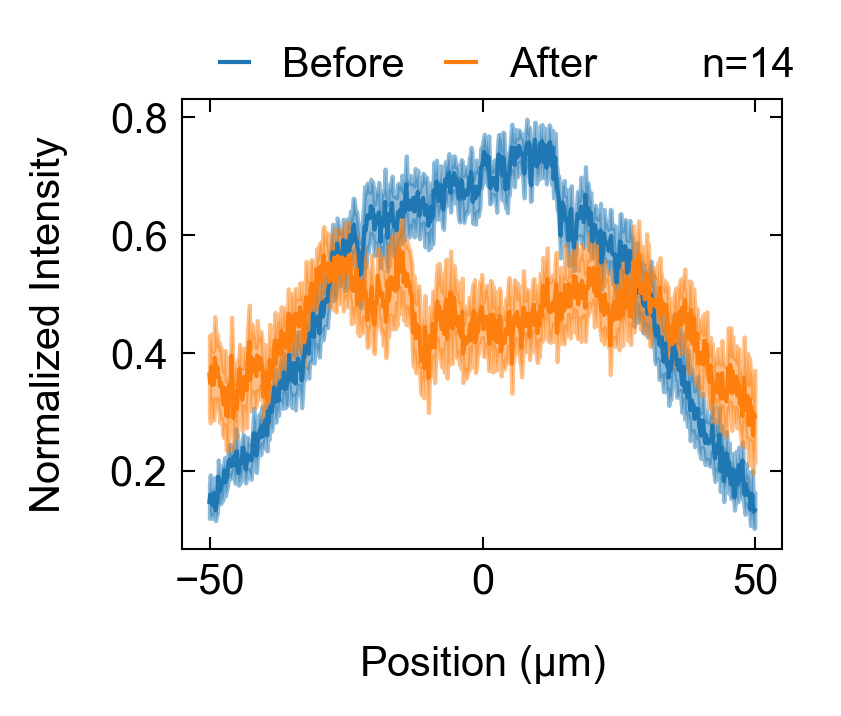 Before After n=14
0.8
0.6
0.4
0.2
Normalized Intensity
−50 0 50
Position (μm)